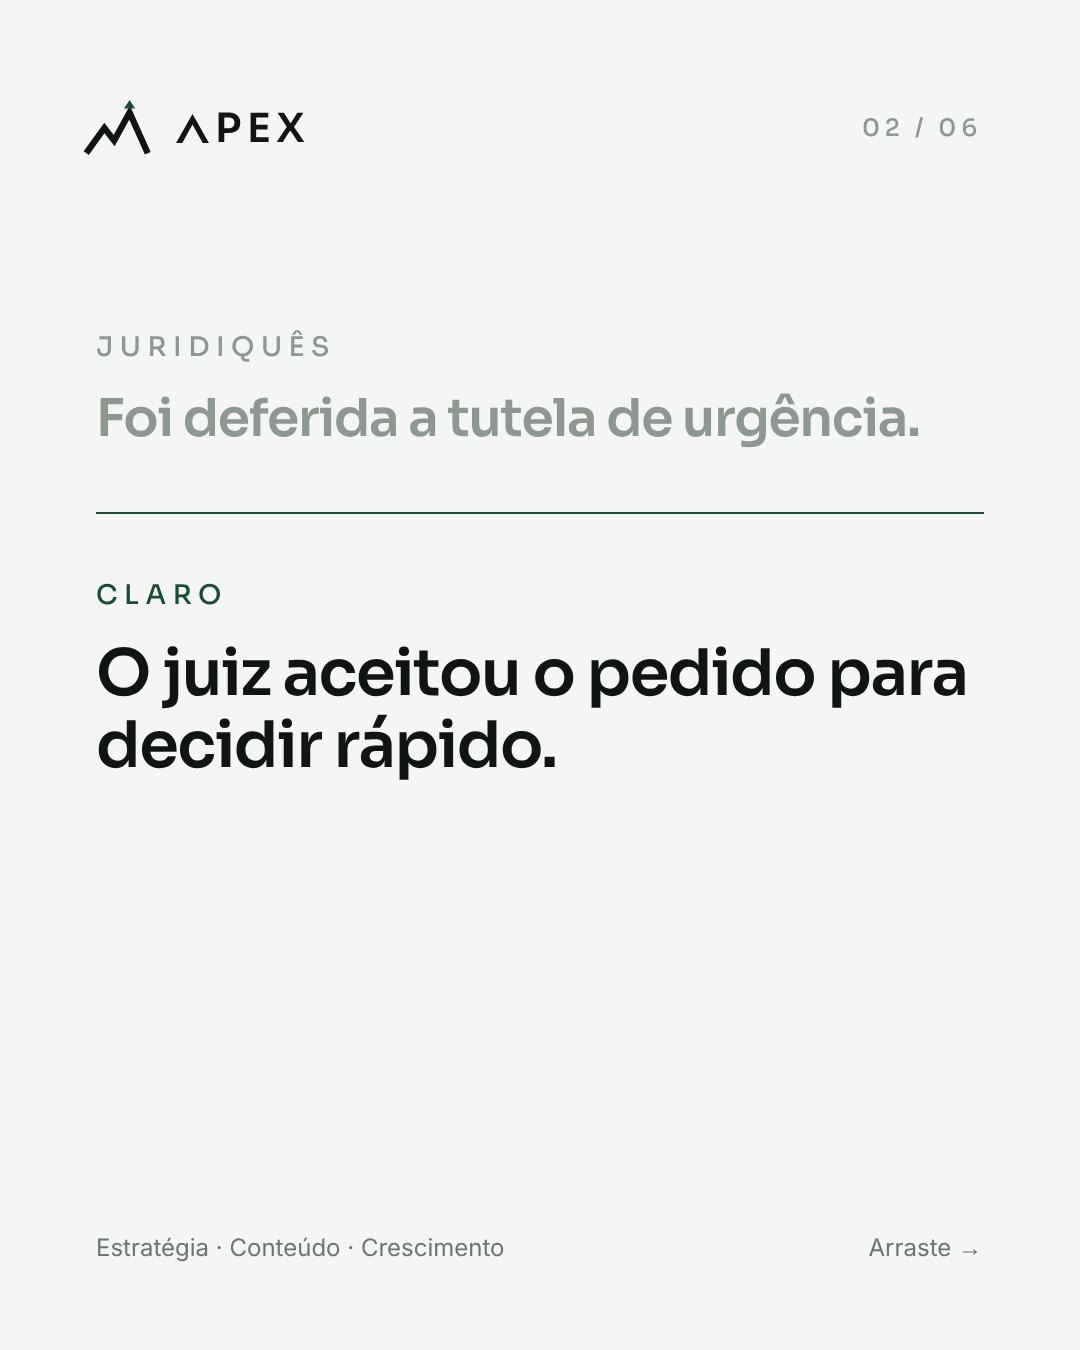 APEX
02 / 06
JURIDIQUÊS
Foi deferida a tutela de urgência.
CLARO
O juiz aceitou o pedido para
decidir rápido.
Estratégia · Conteúdo · Crescimento
Arraste →